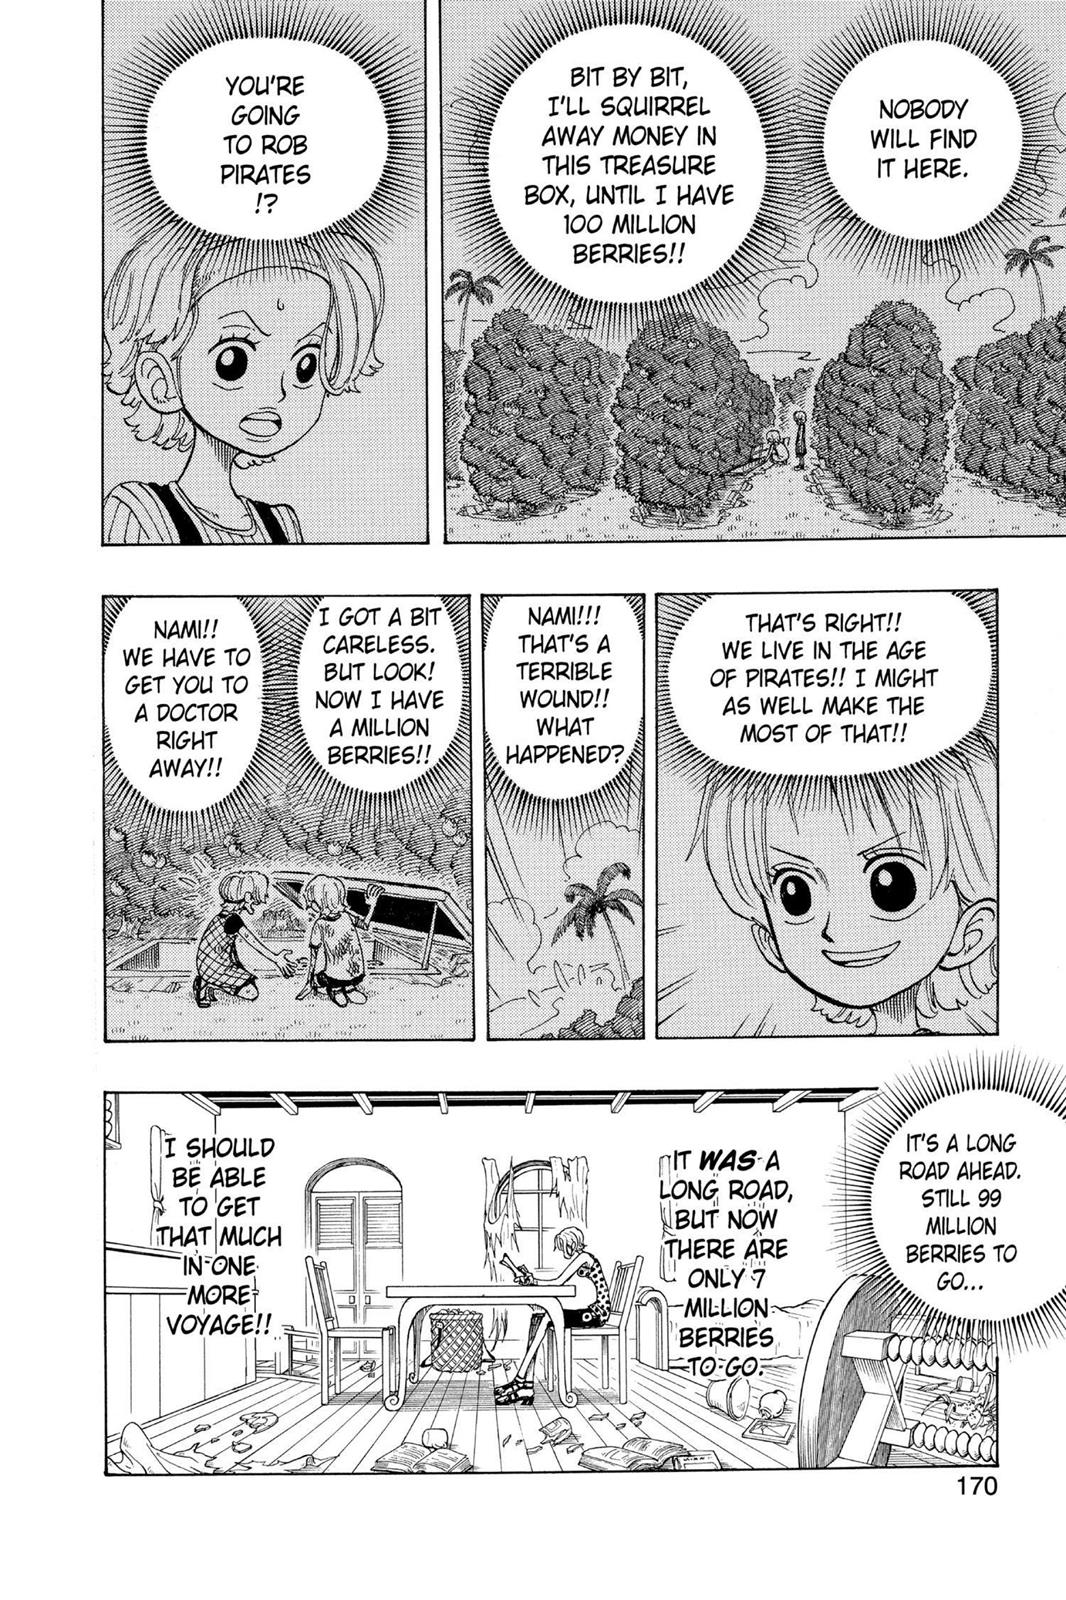 NOBODY
WILL FIND
IT HERE.
BIT BY BIT,
I'LL SQUIRREL
AWAY MONEY IN
THIS TREASURE
BOX, UNTIL I HAVE
100 MILLION
BERRIES!!
YOU'RE
GOING
TO ROB
PIRATES
!?
THAT'S RIGHT!!
WE LIVE IN THE AGE
OF PIRATES!! I MIGHT
AS WELL MAKE THE
MOST OF THAT!!
NAMI!!!
THAT'S A
TERRIBLE
WOUND!!
WHAT
HAPPENED?
I GOT A BIT
CARELESS.
BUT LOOK!
NOW I HAVE
A MILLION
BERRIES!!
NAMI!!
WE HAVE TO
GET YOU TO
A DOCTOR
RIGHT
AWAY!!
IT'S A LONG
ROAD AHEAD.
STILL 99
MILLION
BERRIES TO
GO...
IT WAS A
LONG ROAD,
BUT NOW
THERE ARE
ONLY 7
MILLION
BERRIES
TO GO.
I SHOULD
BE ABLE
TO GET
THAT MUCH
IN ONE
MORE
VOYAGE!!
170